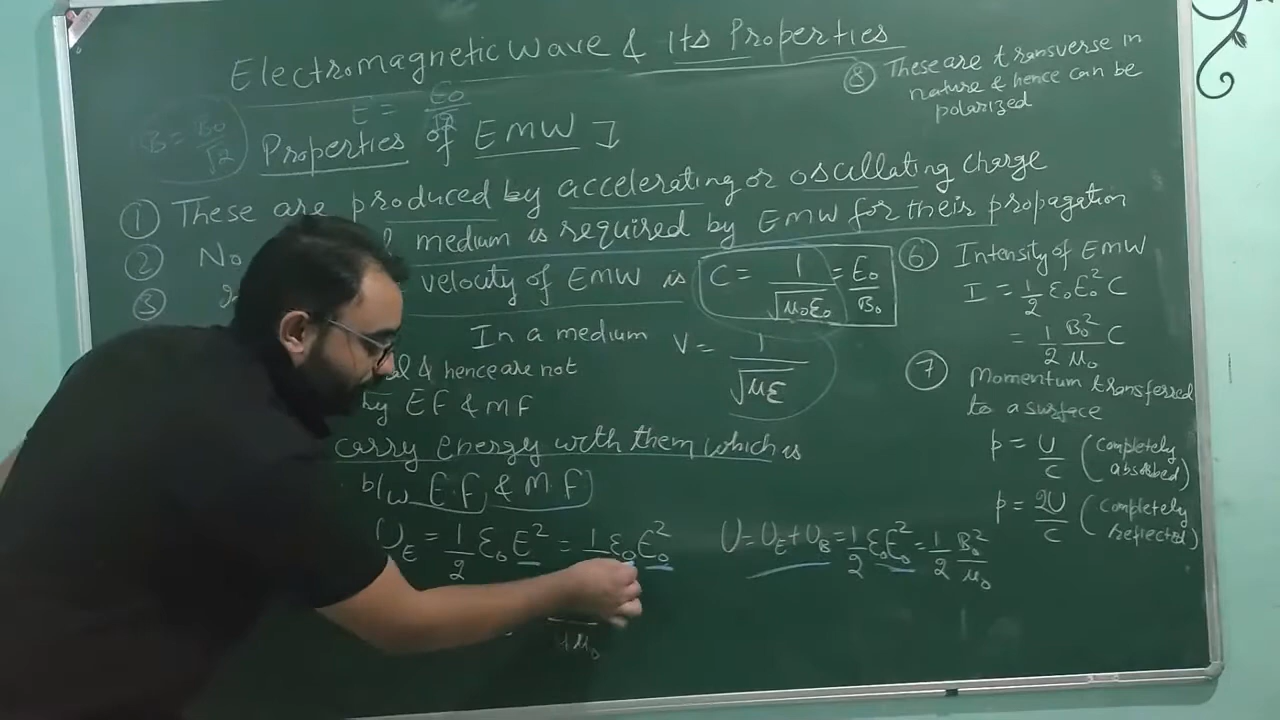 Electromagnetic Wave & Its Properties
E = E₀/√2
B = B₀/√2
Properties of EMW I
① These are produced by accelerating or oscillating charge
② No medium is required by EMW for their propagation
③ velocity of EMW is C = 1/√μ₀ε₀ = E₀/B₀
In a medium V = 1/√με
& hence are not
by EF & MF
carry energy with them which is
b/w E.F & M.F
U_E = 1/2 ε₀E² = 1 ε₀E₀²
4μ₀
U = U_E + U_B = 1/2 ε₀E₀² = 1/2 B₀²/μ₀
⑥ Intensity of EMW
I = 1/2 ε₀E₀²C
= 1/2 B₀²/μ₀ C
⑦ Momentum transferred
to a surface
p = U/c (completely
absorbed)
p = 2U/c (completely
reflected)
⑧ These are transverse in
nature & hence can be
polarized